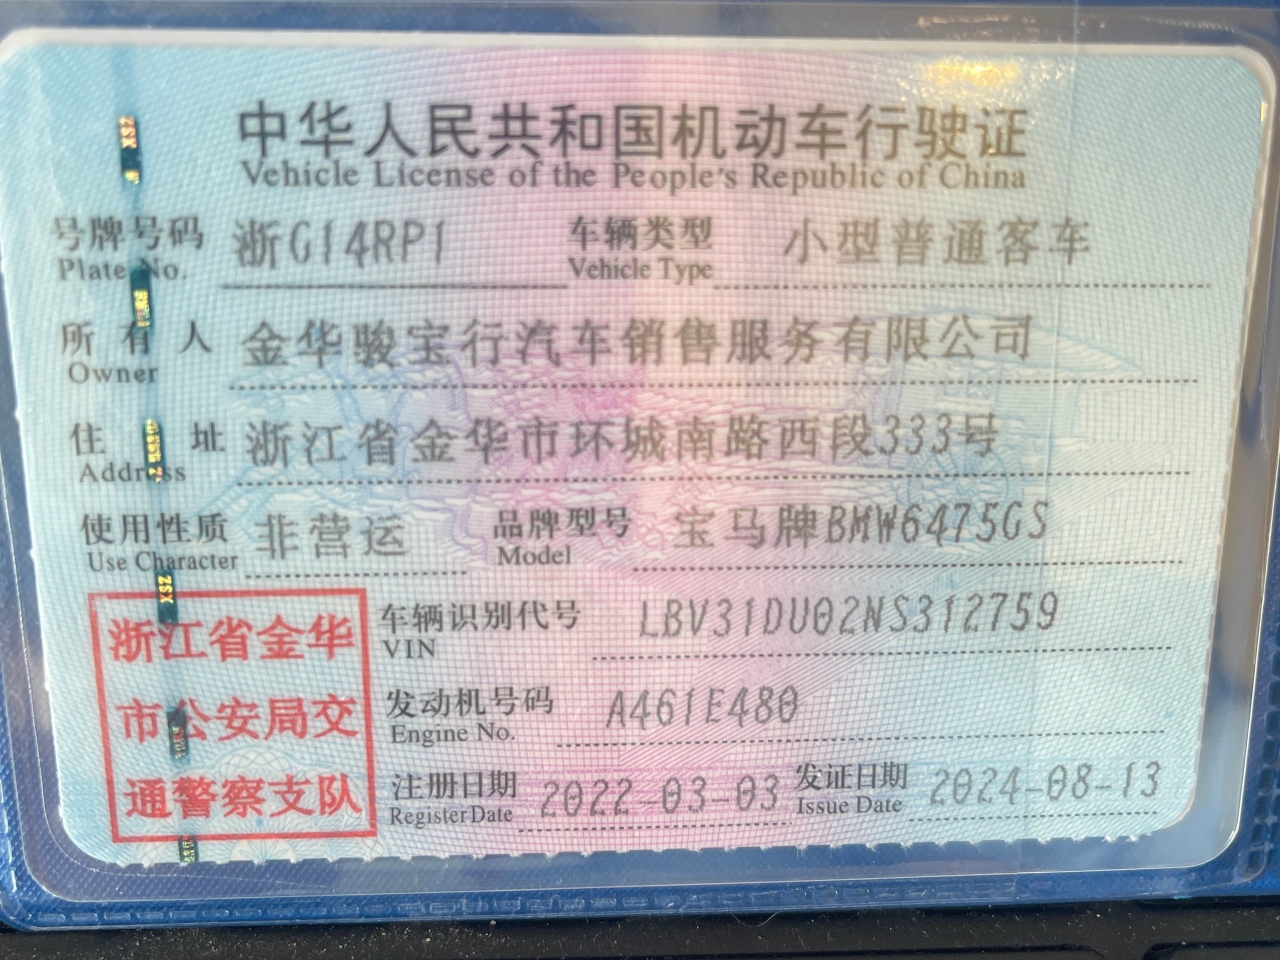 中华人民共和国机动车行驶证
Vehicle License of the People's Republic of China
号牌号码 浙G14RP1 车辆类型 小型普通客车
Plate No. Vehicle Type
所有人 金华骏宝行汽车销售服务有限公司
Owner
住址 浙江省金华市环城南路西段333号
Address
使用性质 非营运 品牌型号 宝马牌BMW6475GS
Use Character Model
浙江省金华
市公安局交
通警察支队
车辆识别代号 LBV31DU02NS312759
VIN
发动机号码 A461E480
Engine No.
注册日期 2022-03-03 发证日期 2024-08-13
Register Date Issue Date